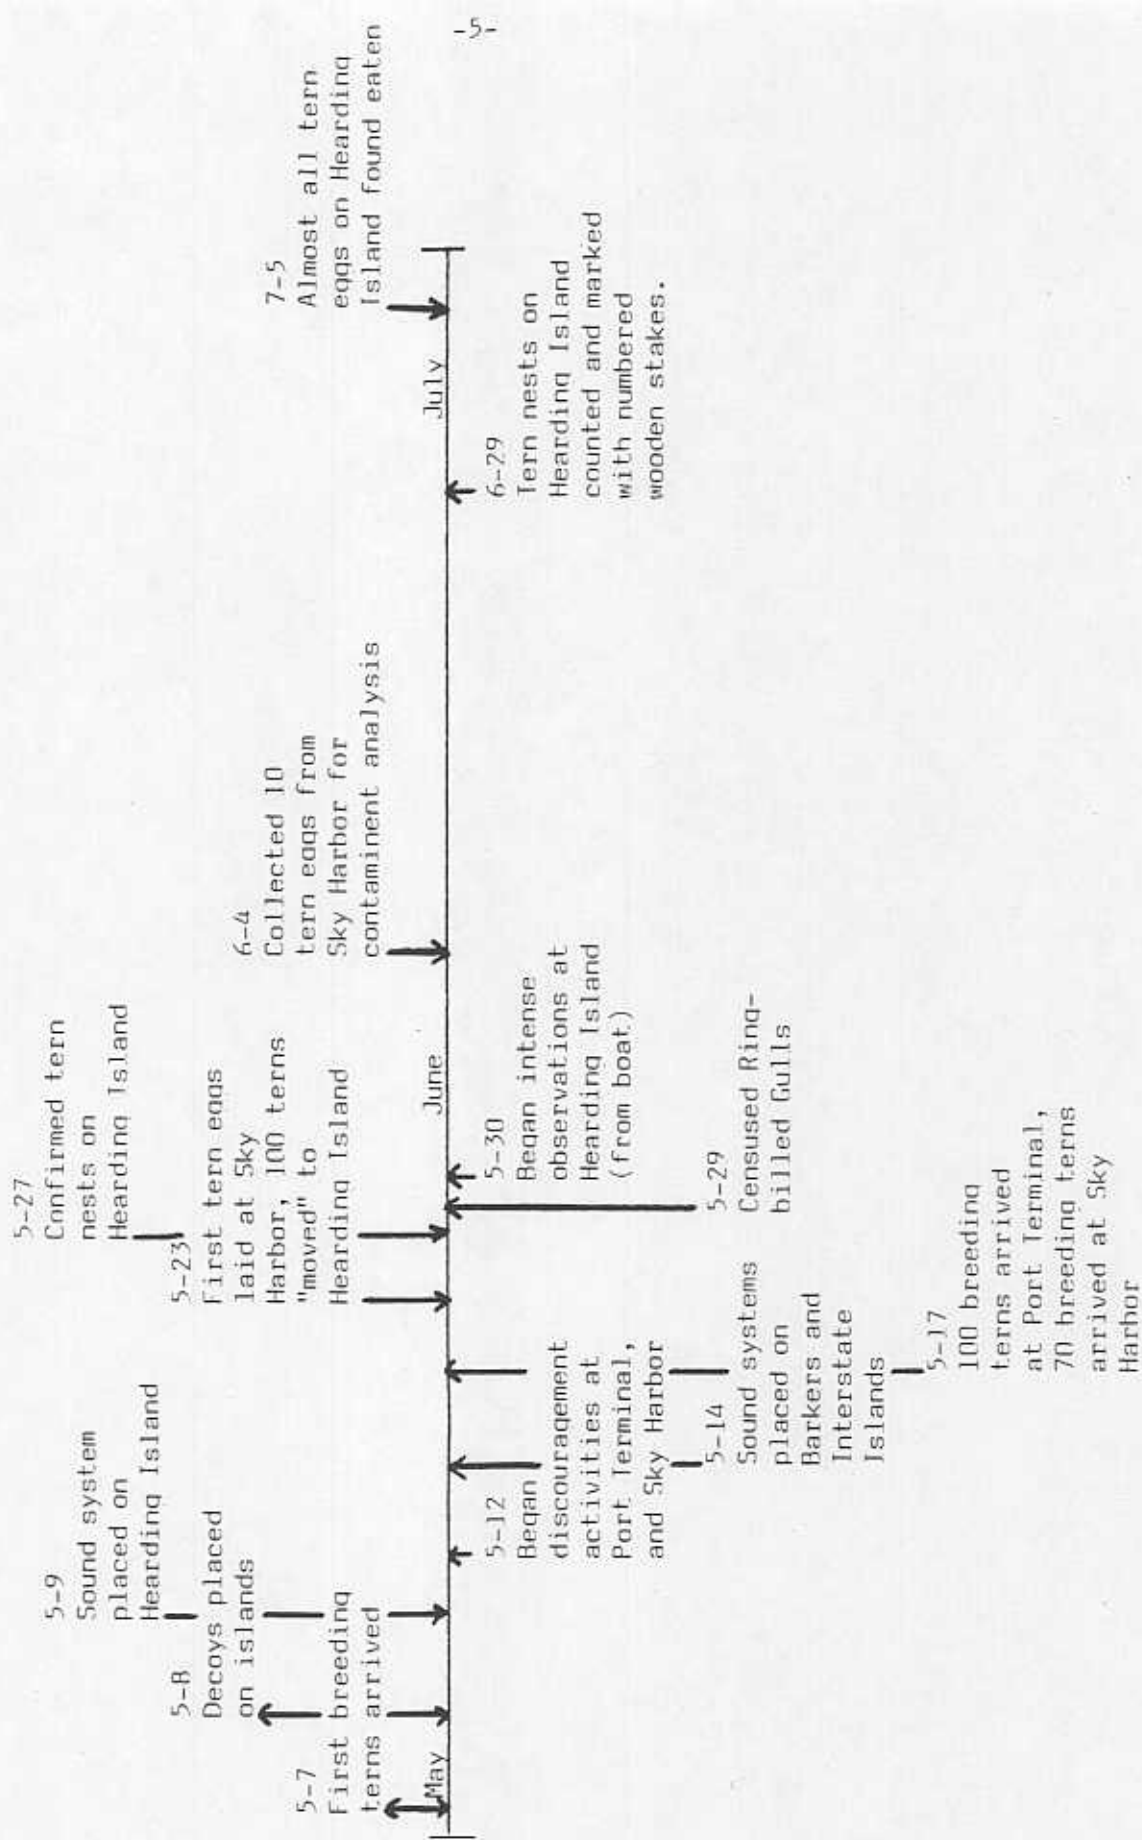 -5-
5-7
First breeding
terns arrived
5-8
Decoys placed
on islands
5-9
Sound system
placed on
Hearding Island
5-23
First tern eggs
laid at Sky
Harbor, 100 terns
"moved" to
Hearding Island
5-27
Confirmed tern
nests on
Hearding Island
6-4
Collected 10
tern eggs from
Sky Harbor for
contaminent analysis
7-5
Almost all tern
eggs on Hearding
Island found eaten
May
June
July
5-12
Began
discouragement
activities at
Port Terminal,
and Sky Harbor
5-14
Sound systems
placed on
Barkers and
Interstate
Islands
5-17
100 breeding
terns arrived
at Port Terminal,
70 breeding terns
arrived at Sky
Harbor
5-29
Censused Ring-
billed Gulls
5-30
Began intense
observations at
Hearding Island
(from boat)
6-29
Tern nests on
Hearding Island
counted and marked
with numbered
wooden stakes.